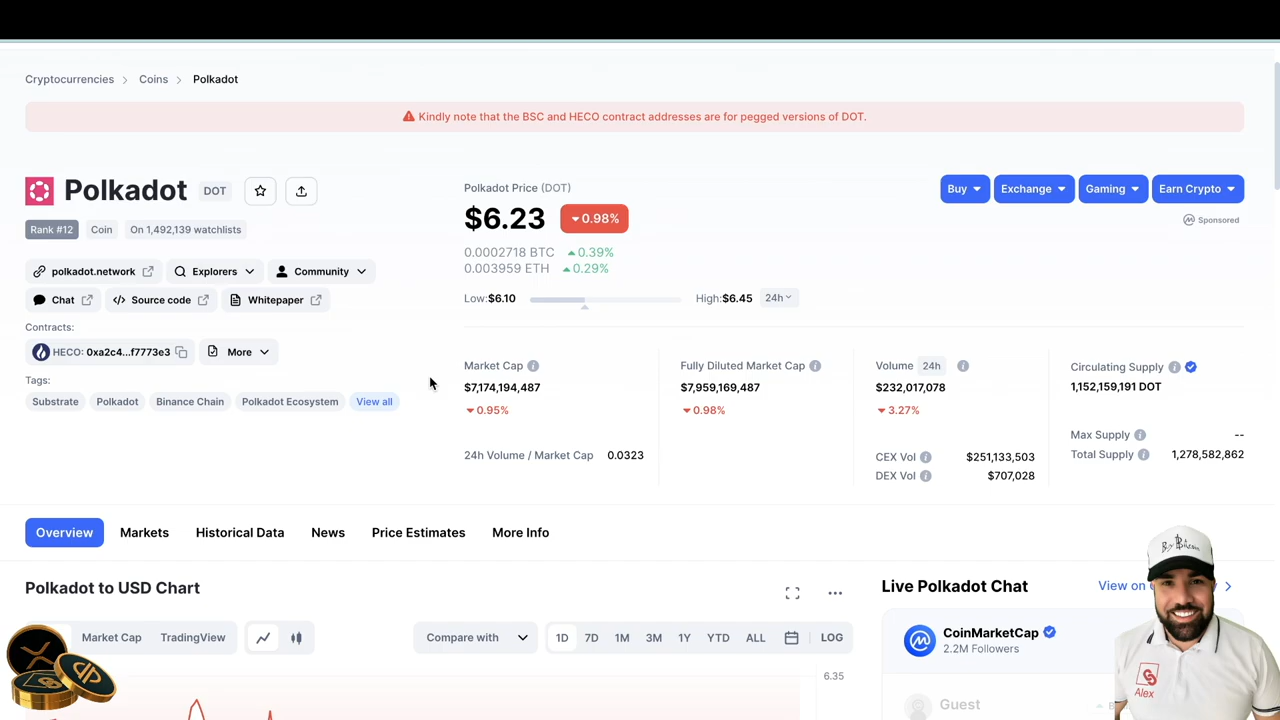 Cryptocurrencies > Coins > Polkadot
Kindly note that the BSC and HECO contract addresses are for pegged versions of DOT.
Polkadot DOT
Rank #12 Coin On 1,492,139 watchlists
polkadot.network Explorers Community
Chat Source code Whitepaper
Contracts:
HECO: 0xa2c4...f7773e3 More
Tags:
Substrate Polkadot Binance Chain Polkadot Ecosystem View all
Polkadot Price (DOT)
$6.23 0.98%
0.0002718 BTC 0.39%
0.003959 ETH 0.29%
Low:$6.10 High:$6.45 24h
Buy Exchange Gaming Earn Crypto
Sponsored
Market Cap
$7,174,194,487
0.95%
24h Volume / Market Cap 0.0323
Fully Diluted Market Cap
$7,959,169,487
0.98%
Volume 24h
$232,017,078
3.27%
CEX Vol $251,133,503
DEX Vol $707,028
Circulating Supply
1,152,159,191 DOT
Max Supply --
Total Supply 1,278,582,862
Overview Markets Historical Data News Price Estimates More Info
Polkadot to USD Chart
Market Cap TradingView Compare with 1D 7D 1M 3M 1Y YTD ALL LOG
6.35
Live Polkadot Chat View on
CoinMarketCap
2.2M Followers
Guest
Alex